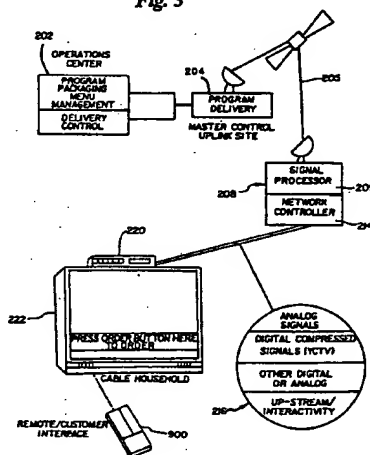 Fig. 3
202
OPERATIONS
CENTER
PROGRAM
PACKAGING
MENU
MANAGEMENT
DELIVERY CONTROL
204
PROGRAM DELIVERY
MASTER CONTROL
UPLINK SITE
205
SIGNAL
PROCESSOR
208
NETWORK
CONTROLLER
214
220
222
PRESS ORDER BUTTON HERE
TO ORDER
CABLE HOUSEHOLD
REMOTE/CUSTOMER
INTERFACE
900
ANALOG
SIGNALS
DIGITAL COMPRESSED
SIGNALS (YCTV)
OTHER DIGITAL
OR ANALOG
UP-STREAM/
INTERACTIVITY
216